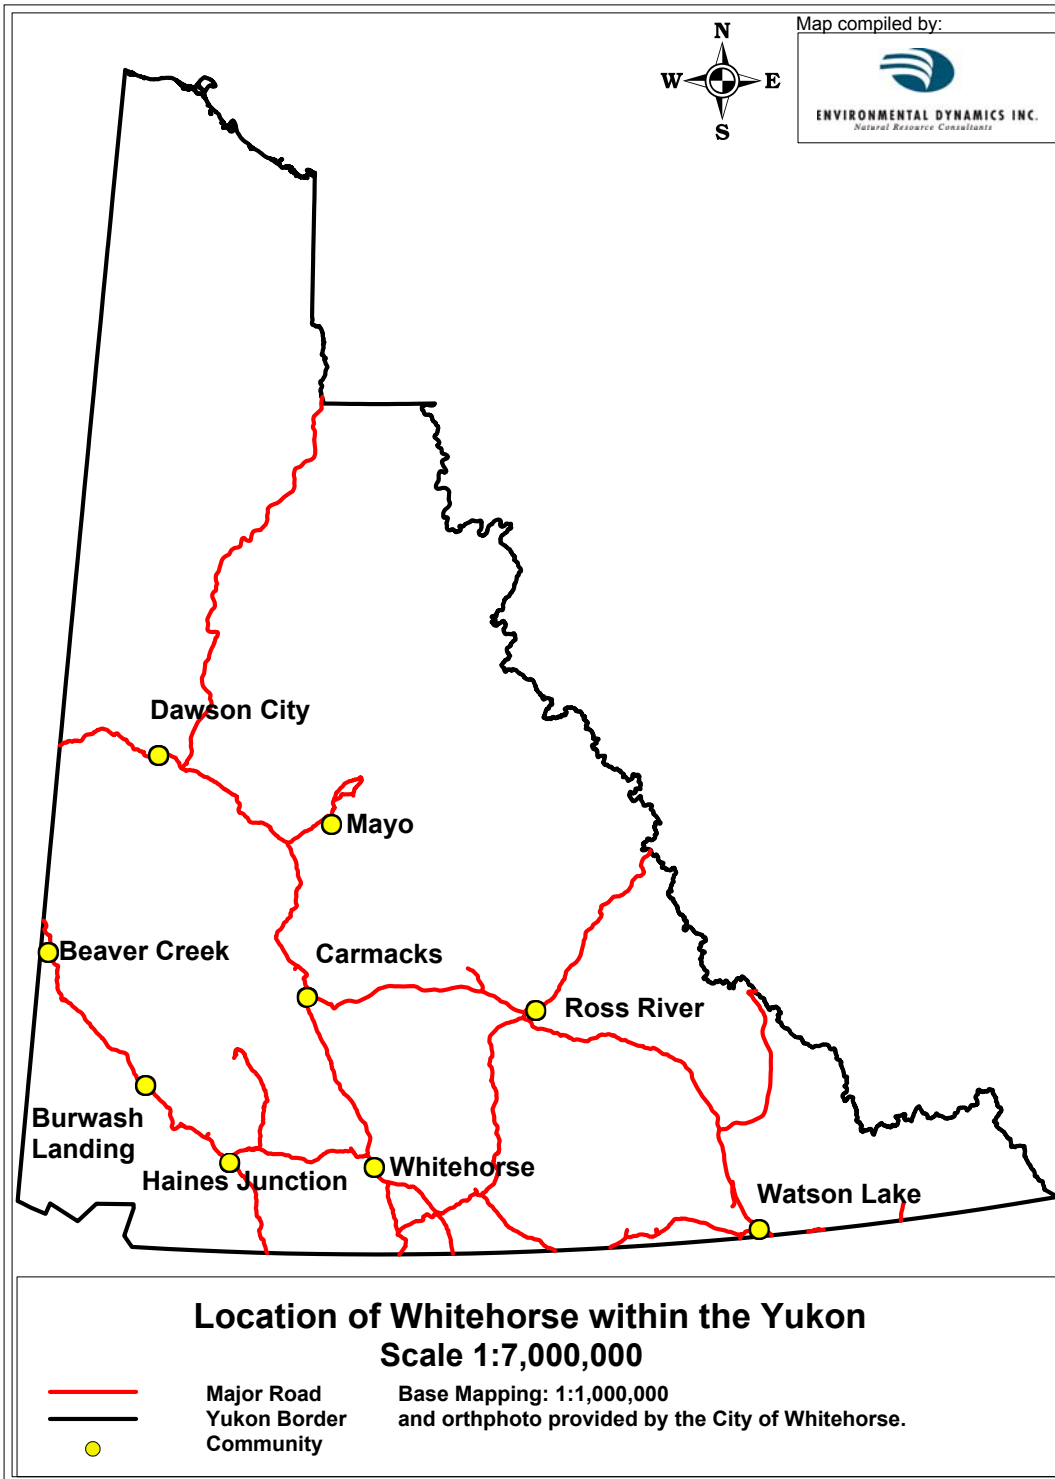 Map compiled by:
N
W E
S
ENVIRONMENTAL DYNAMICS INC.
Natural Resource Consultants
Dawson City
Mayo
Beaver Creek
Carmacks
Ross River
Burwash
Landing
Haines Junction
Whitehorse
Watson Lake
Location of Whitehorse within the Yukon
Scale 1:7,000,000
Major Road Base Mapping: 1:1,000,000
Yukon Border and orthphoto provided by the City of Whitehorse.
Community